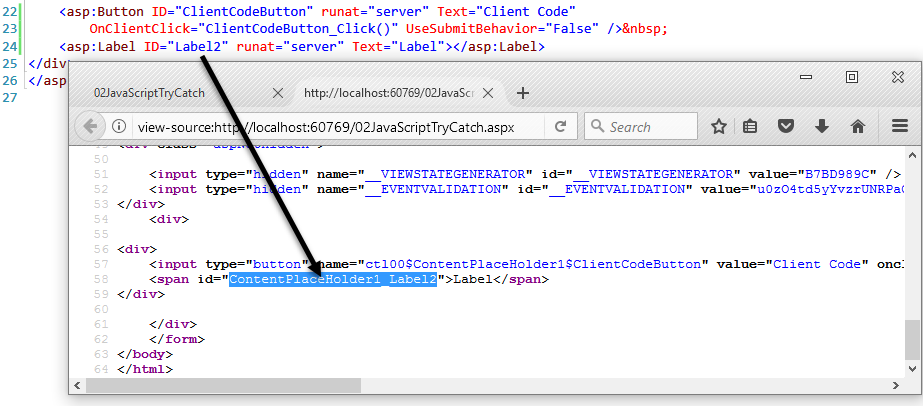 22 <asp:Button ID="ClientCodeButton" runat="server" Text="Client Code"
23 OnClientClick="ClientCodeButton_Click()" UseSubmitBehavior="False" />&nbsp;
24 <asp:Label ID="Label2" runat="server" Text="Label"></asp:Label>
25 </div>
26 </asp
27
02JavaScriptTryCatch http://localhost:60769/02JavaScr
view-source:http://localhost:60769/02JavaScriptTryCatch.aspx Search
50
51 <input type="hidden" name="__VIEWSTATEGENERATOR" id="__VIEWSTATEGENERATOR" value="B7BD989C" />
52 <input type="hidden" name="__EVENTVALIDATION" id="__EVENTVALIDATION" value="u0zO4td5yYvzrUNRPa
53 </div>
54 <div>
55
56 <div>
57 <input type="button" name="ctl00$ContentPlaceHolder1$ClientCodeButton" value="Client Code" oncl
58 <span id="ContentPlaceHolder1_Label2">Label</span>
59 </div>
60
61 </div>
62 </form>
63 </body>
64 </html>